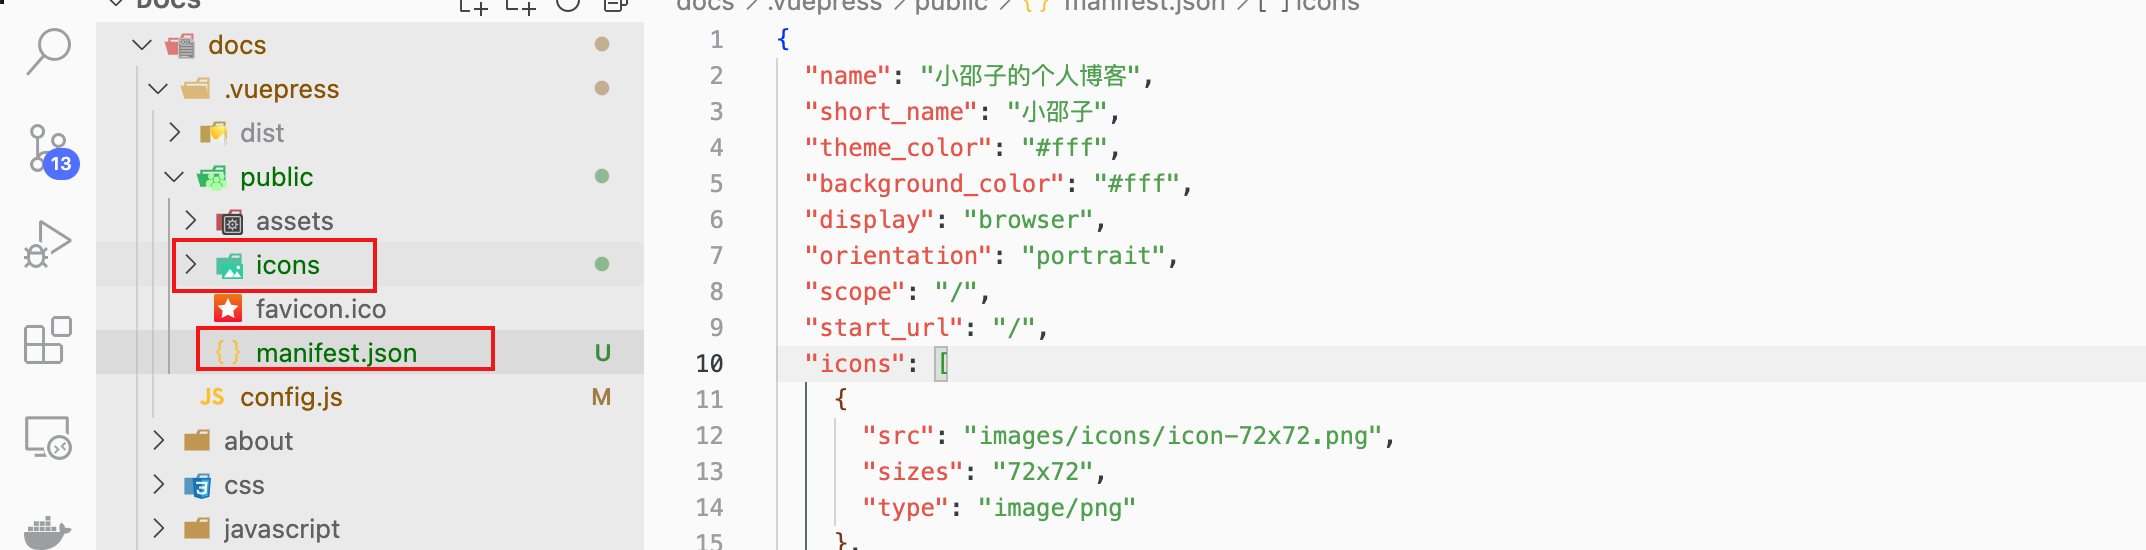 DOCS
docs
.vuepress
dist
public
assets
icons
favicon.ico
{ } manifest.json U
JS config.js M
about
css
javascript
13
docs > .vuepress > public > { } manifest.json > [ ] icons
1 {
2 "name": "小邵子的个人博客",
3 "short_name": "小邵子",
4 "theme_color": "#fff",
5 "background_color": "#fff",
6 "display": "browser",
7 "orientation": "portrait",
8 "scope": "/",
9 "start_url": "/",
10 "icons": [
11 {
12 "src": "images/icons/icon-72x72.png",
13 "sizes": "72x72",
14 "type": "image/png"
15 },